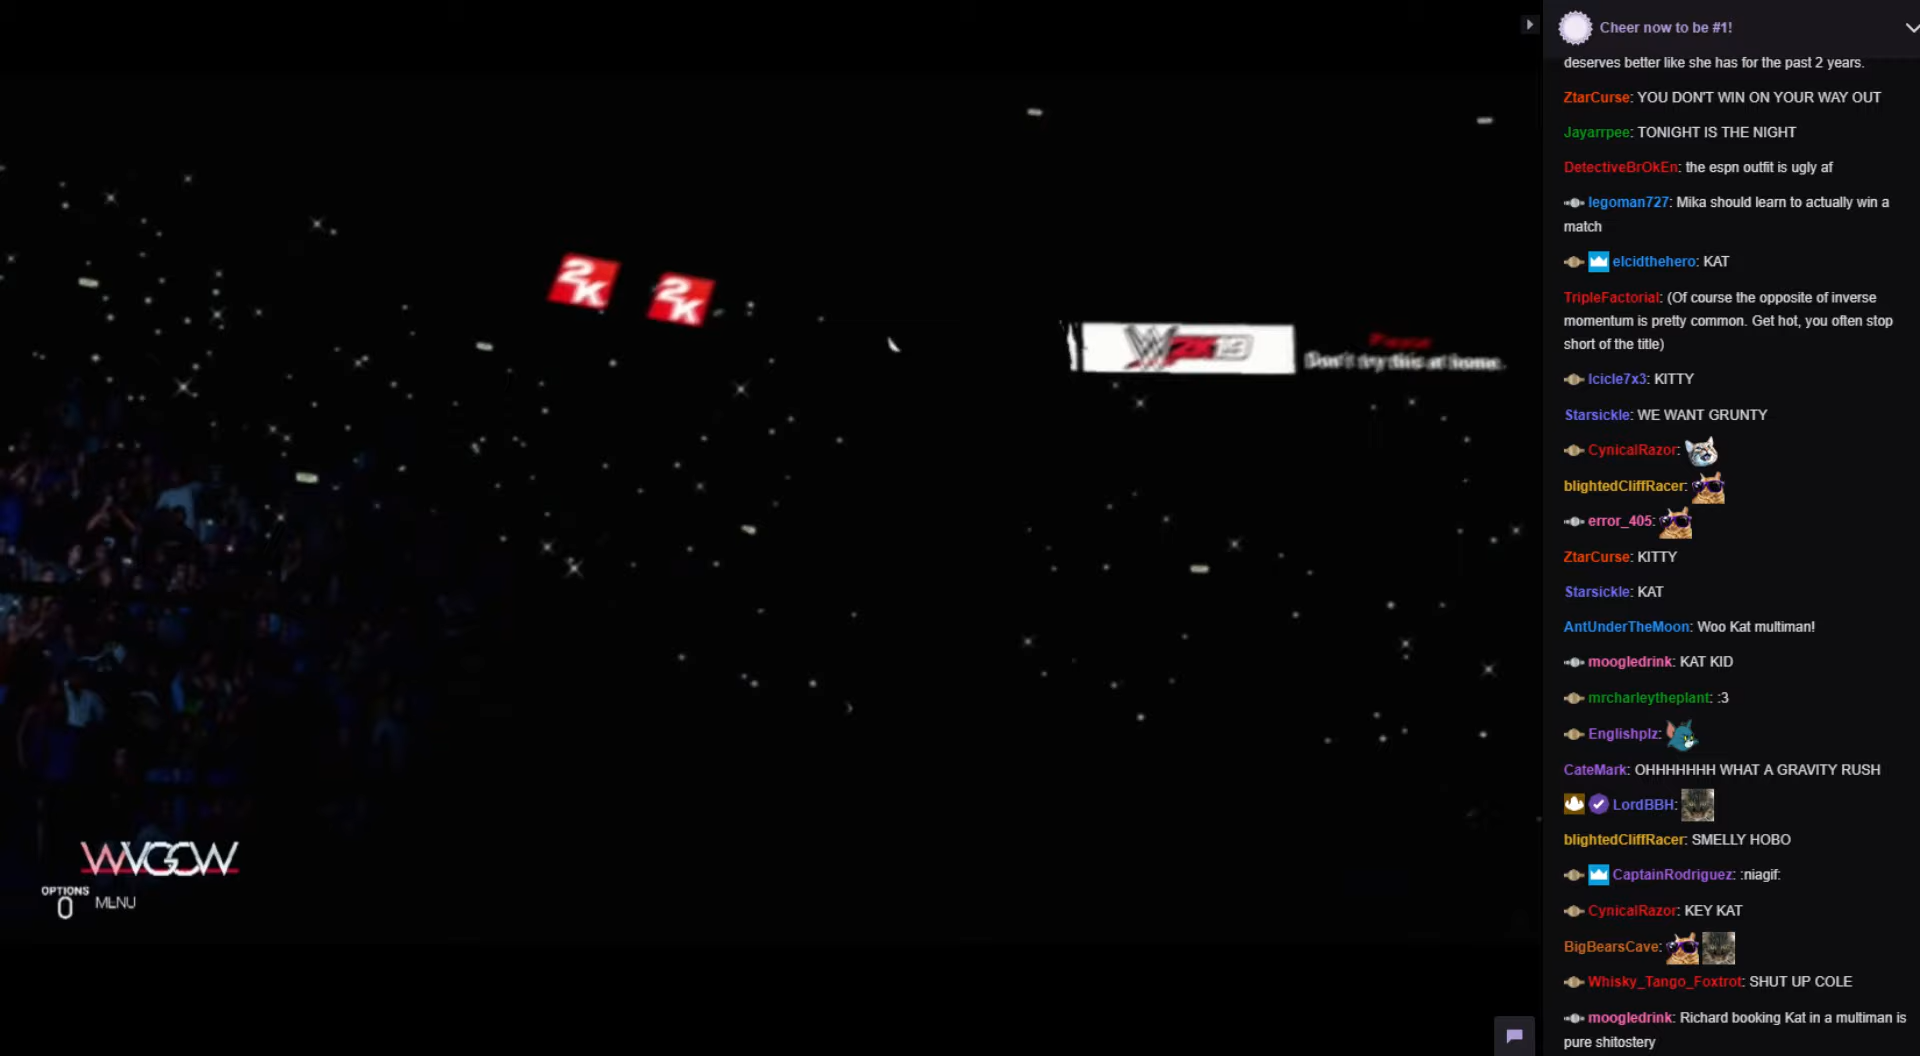 2K
2K
W2K19
Don't try this at home.
WVGCW
OPTIONS
MENU
Cheer now to be #1!
deserves better like she has for the past 2 years.
ZtarCurse: YOU DON'T WIN ON YOUR WAY OUT
Jayarrpee: TONIGHT IS THE NIGHT
DetectiveBrOkEn: the espn outfit is ugly af
legoman727: Mika should learn to actually win a
match
elcidthehero: KAT
TripleFactorial: (Of course the opposite of inverse
momentum is pretty common. Get hot, you often stop
short of the title)
Icicle7x3: KITTY
Starsickle: WE WANT GRUNTY
CynicalRazor:
blightedCliffRacer:
error_405:
ZtarCurse: KITTY
Starsickle: KAT
AntUnderTheMoon: Woo Kat multiman!
moogledrink: KAT KID
mrcharleytheplant: :3
Englishplz:
CateMark: OHHHHHHH WHAT A GRAVITY RUSH
LordBBH:
blightedCliffRacer: SMELLY HOBO
CaptainRodriguez: :niagif:
CynicalRazor: KEY KAT
BigBearsCave:
Whisky_Tango_Foxtrot: SHUT UP COLE
moogledrink: Richard booking Kat in a multiman is
pure shitostery